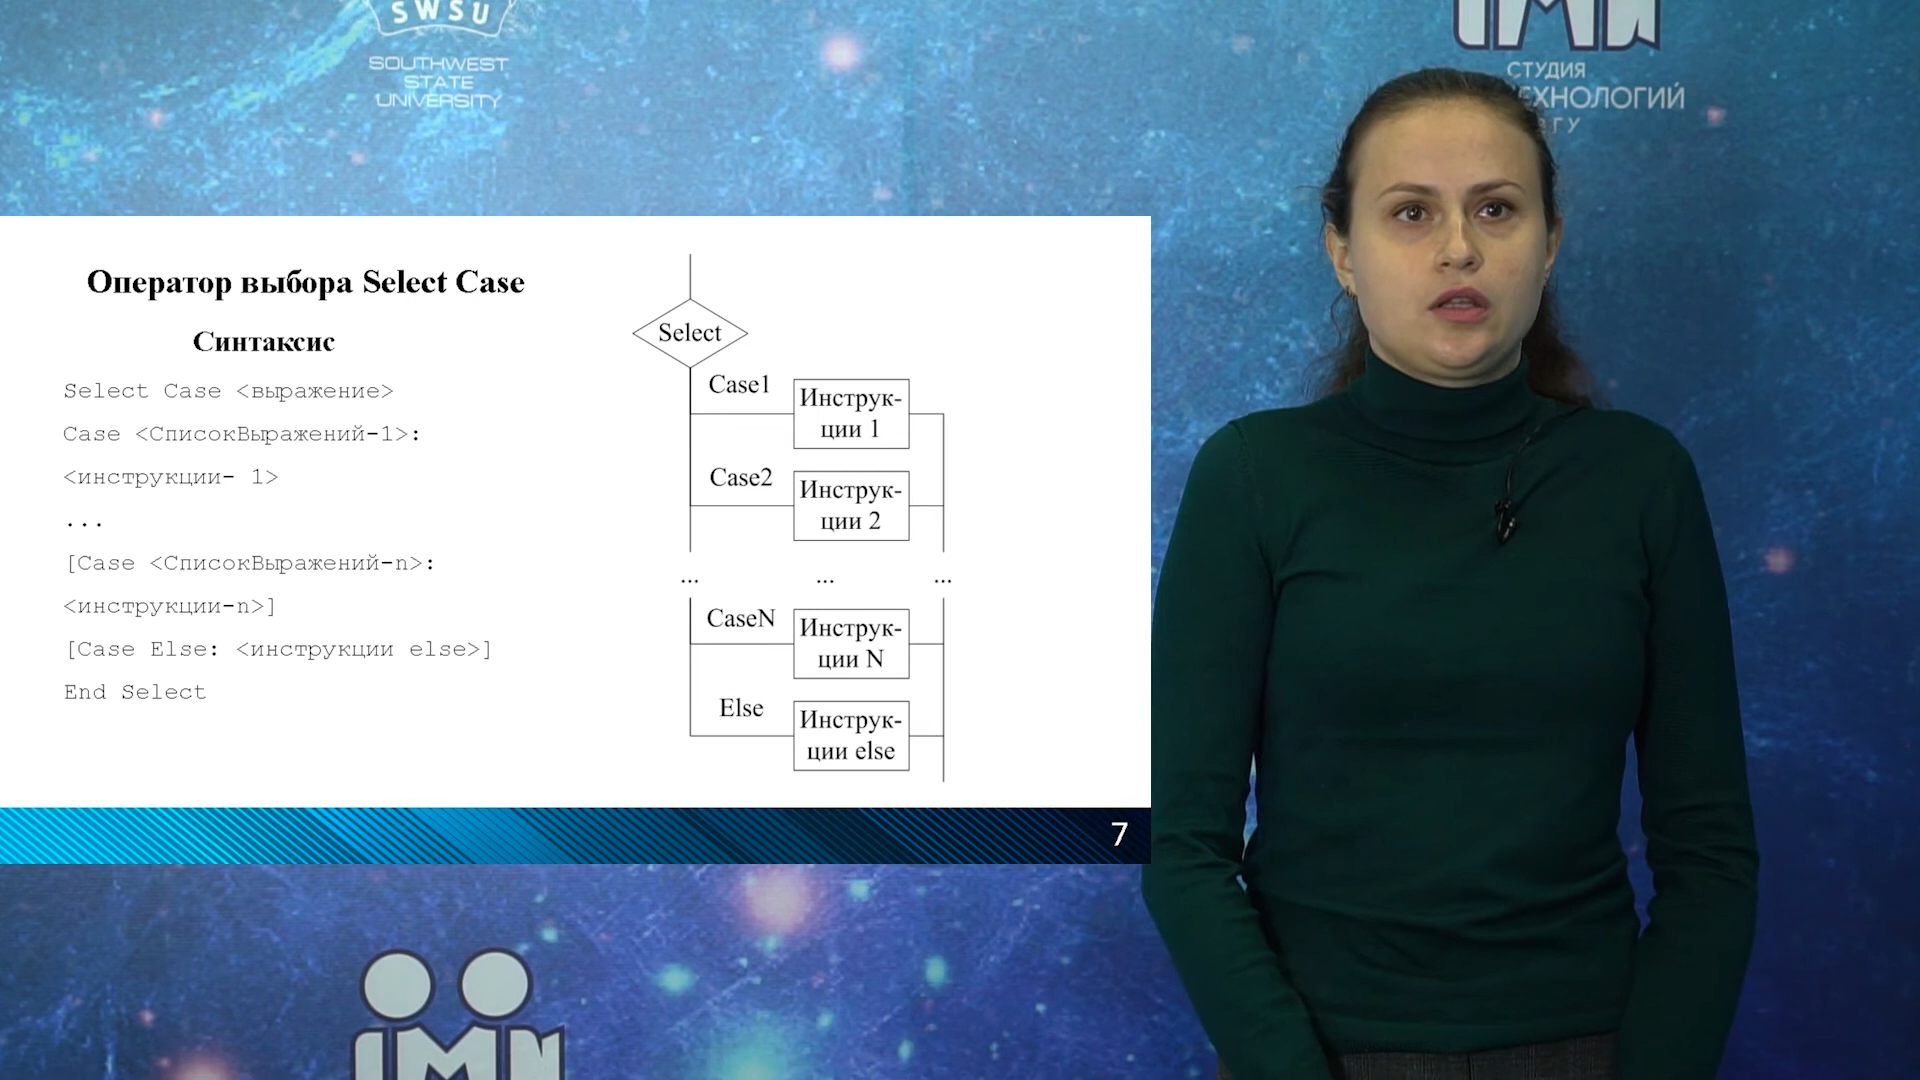 SWSU
SOUTHWEST
STATE
UNIVERSITY
СТУДИЯ
ЕХНОЛОГИЙ
ГУ
Оператор выбора Select Case
Синтаксис
Select Case <выражение>
Case <СписокВыражений-1>:
<инструкции- 1>
...
[Case <СписокВыражений-n>:
<инструкции-n>]
[Case Else: <инструкции else>]
End Select
Select
Case1
Инструк-
ции 1
Case2
Инструк-
ции 2
... ... ...
CaseN
Инструк-
ции N
Else
Инструк-
ции else
7